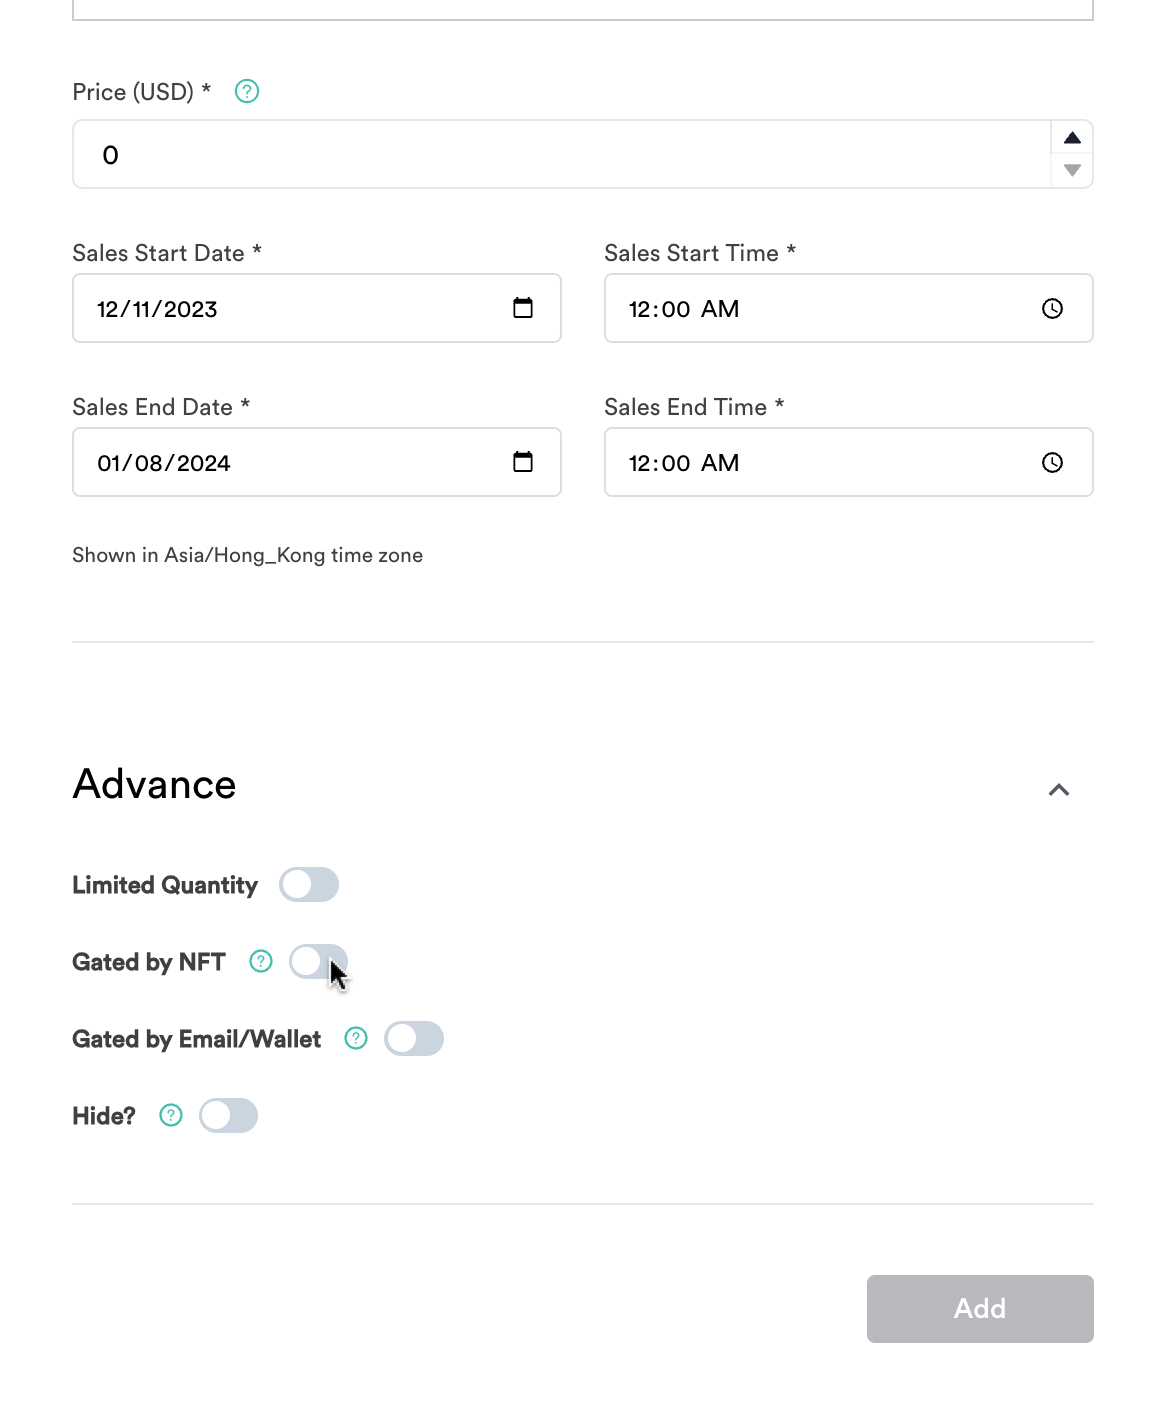 Price (USD) * ?
0
Sales Start Date * Sales Start Time *
12/11/2023 12:00 AM
Sales End Date * Sales End Time *
01/08/2024 12:00 AM
Shown in Asia/Hong_Kong time zone
Advance
Limited Quantity
Gated by NFT ?
Gated by Email/Wallet ?
Hide? ?
Add